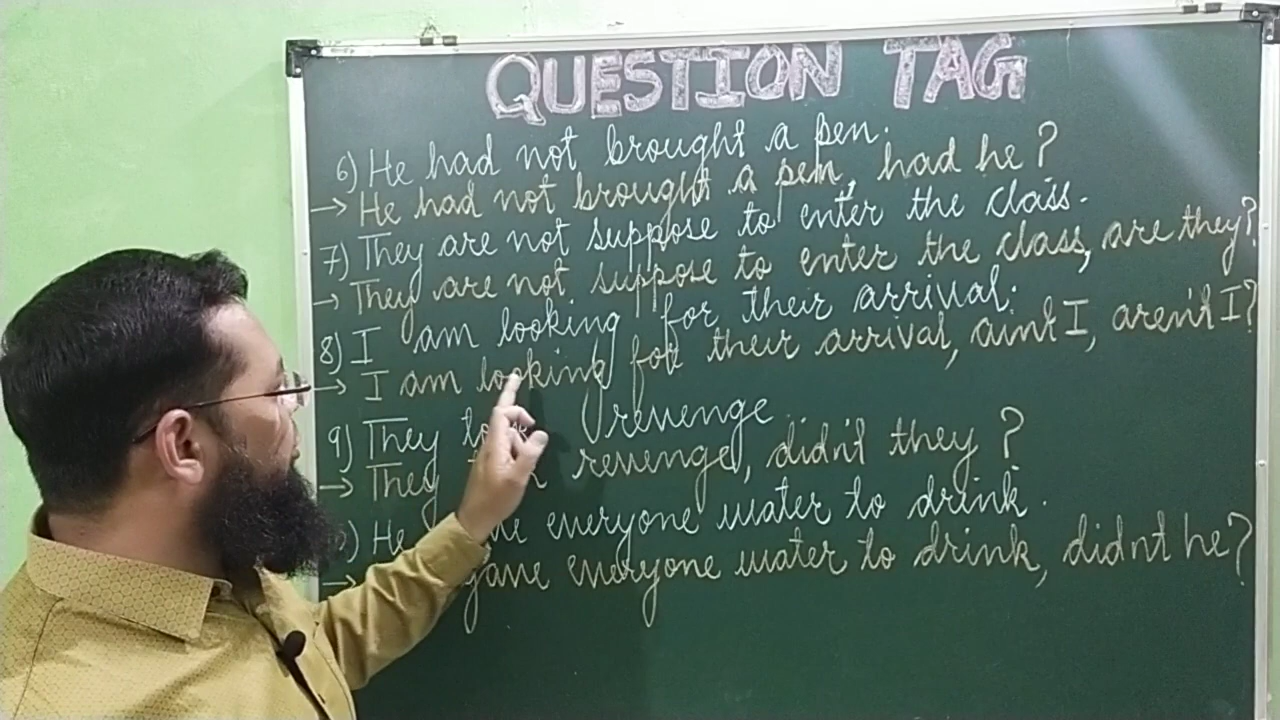 QUESTION TAG
6) He had not brought a pen.
→ He had not brought a pen, had he?
7) They are not suppose to enter the class.
→ They are not suppose to enter the class, are they?
8) I am looking for their arrival.
→ I am looking for their arrival, aint I, aren't I?
9) They revenge
→ They revenge, didn't they?
) He everyone water to drink.
→ gave everyone water to drink, didnt he?